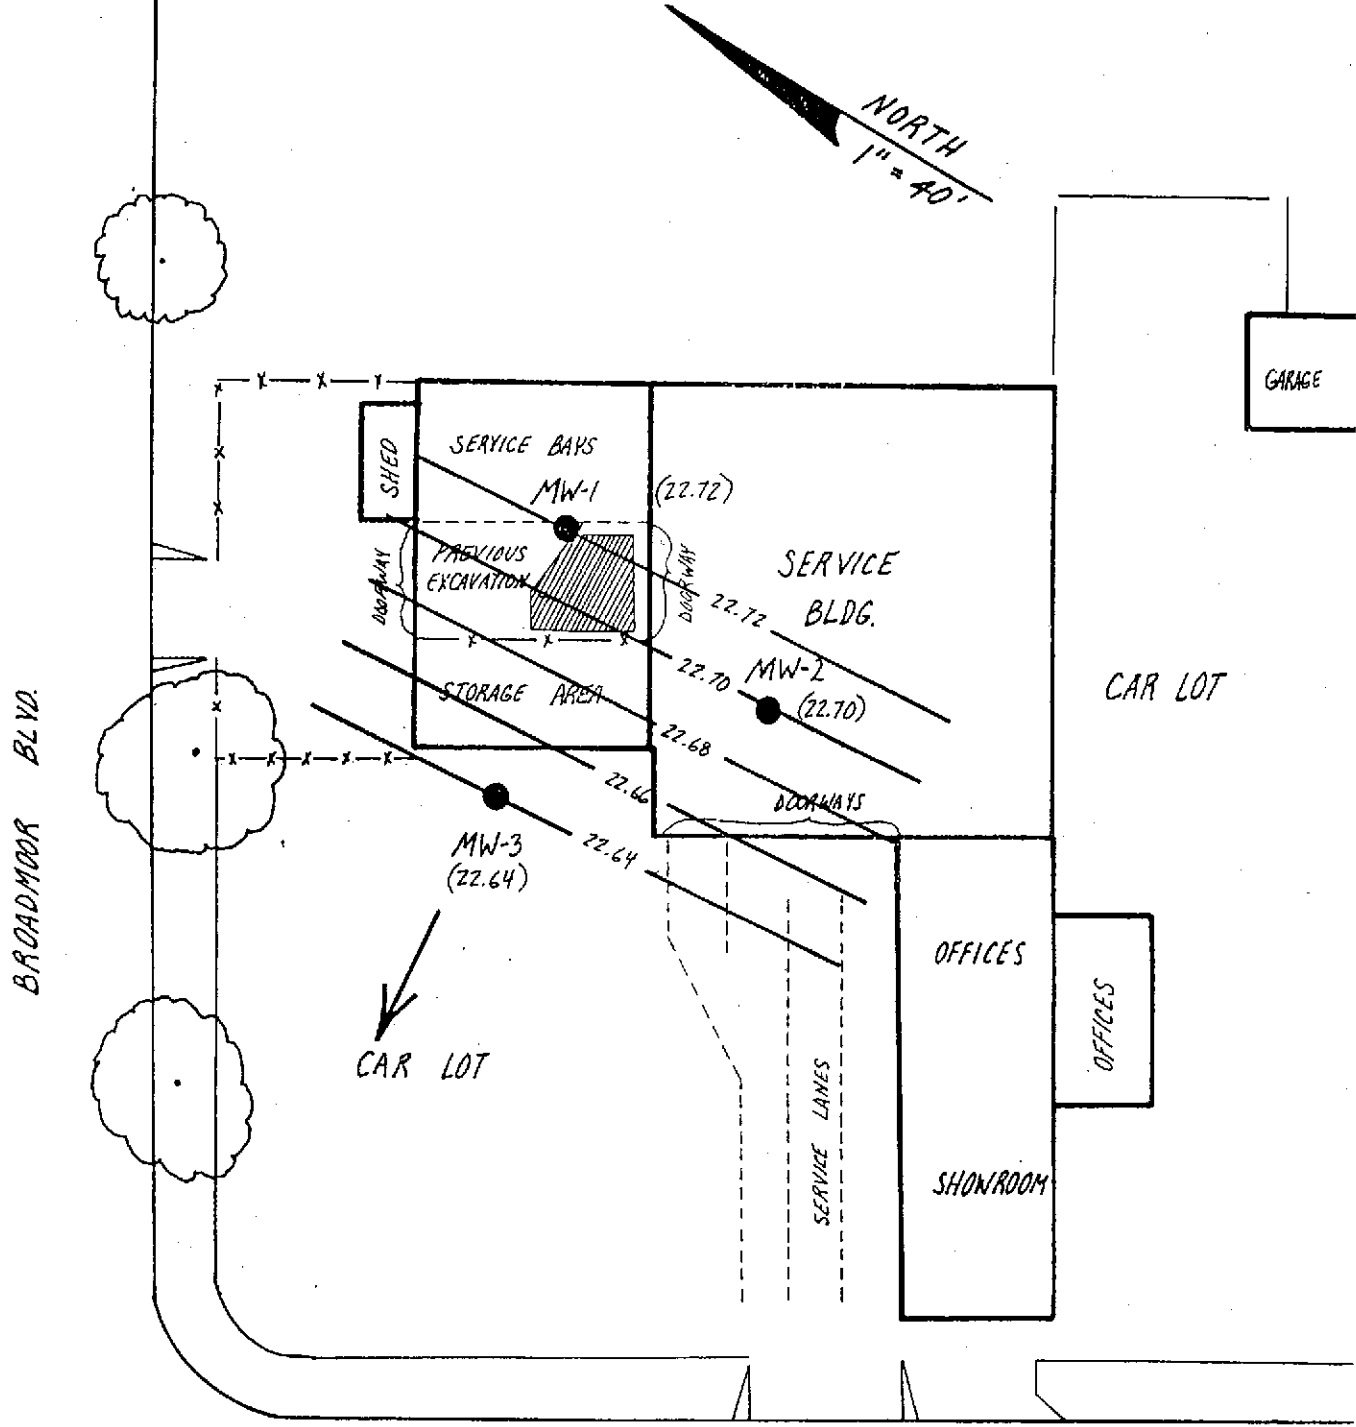 NORTH
1" = 40'
GARAGE
SHED
SERVICE BAYS
MW-1
(22.72)
DOORWAY
PREVIOUS
EXCAVATION
DOORWAY
SERVICE
BLDG.
22.72
22.70
MW-2
(22.70)
CAR LOT
STORAGE AREA
22.68
22.66
DOORWAYS
22.64
MW-3
(22.64)
BROADMOOR BLVD.
OFFICES
OFFICES
CAR LOT
SERVICE LANES
SHOWROOM